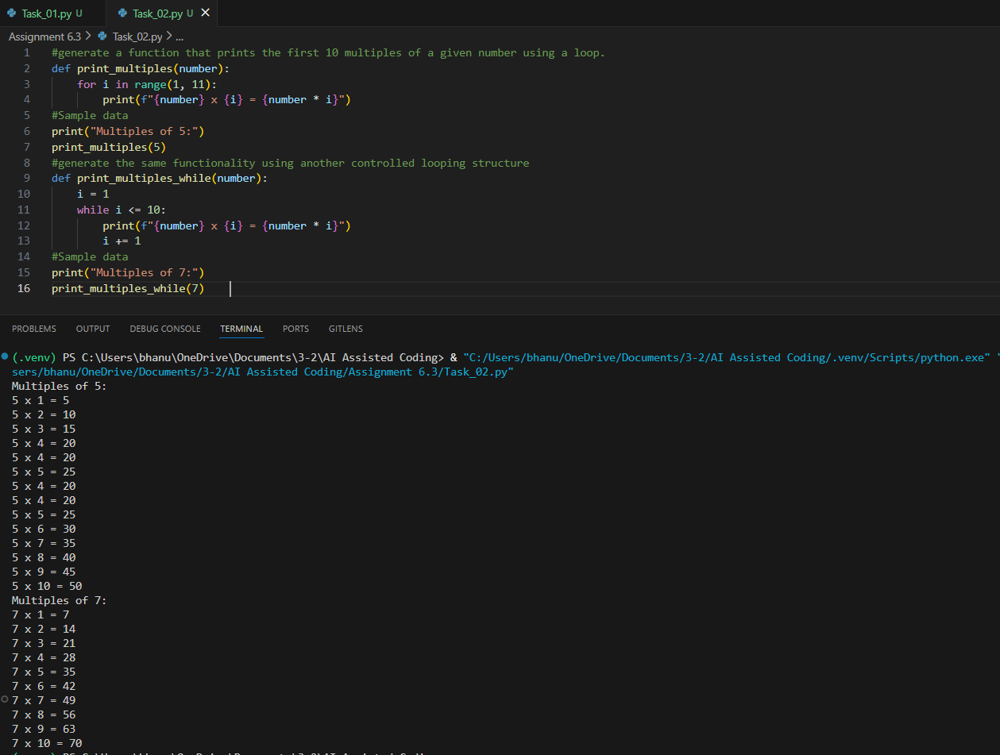 Task_01.py U
Task_02.py U
Assignment 6.3 > Task_02.py > ...
1 #generate a function that prints the first 10 multiples of a given number using a loop.
2 def print_multiples(number):
3     for i in range(1, 11):
4         print(f"{number} x {i} = {number * i}")
5 #Sample data
6 print("Multiples of 5:")
7 print_multiples(5)
8 #generate the same functionality using another controlled looping structure
9 def print_multiples_while(number):
10     i = 1
11     while i <= 10:
12         print(f"{number} x {i} = {number * i}")
13         i += 1
14 #Sample data
15 print("Multiples of 7:")
16 print_multiples_while(7)
PROBLEMS OUTPUT DEBUG CONSOLE TERMINAL PORTS GITLENS
(.venv) PS C:\Users\bhanu\OneDrive\Documents\3-2\AI Assisted Coding> & "C:/Users/bhanu/OneDrive/Documents/3-2/AI Assisted Coding/.venv/Scripts/python.exe" "
sers/bhanu/OneDrive/Documents/3-2/AI Assisted Coding/Assignment 6.3/Task_02.py"
Multiples of 5:
5 x 1 = 5
5 x 2 = 10
5 x 3 = 15
5 x 4 = 20
5 x 4 = 20
5 x 5 = 25
5 x 4 = 20
5 x 4 = 20
5 x 5 = 25
5 x 6 = 30
5 x 7 = 35
5 x 8 = 40
5 x 9 = 45
5 x 10 = 50
Multiples of 7:
7 x 1 = 7
7 x 2 = 14
7 x 3 = 21
7 x 4 = 28
7 x 5 = 35
7 x 6 = 42
7 x 7 = 49
7 x 8 = 56
7 x 9 = 63
7 x 10 = 70